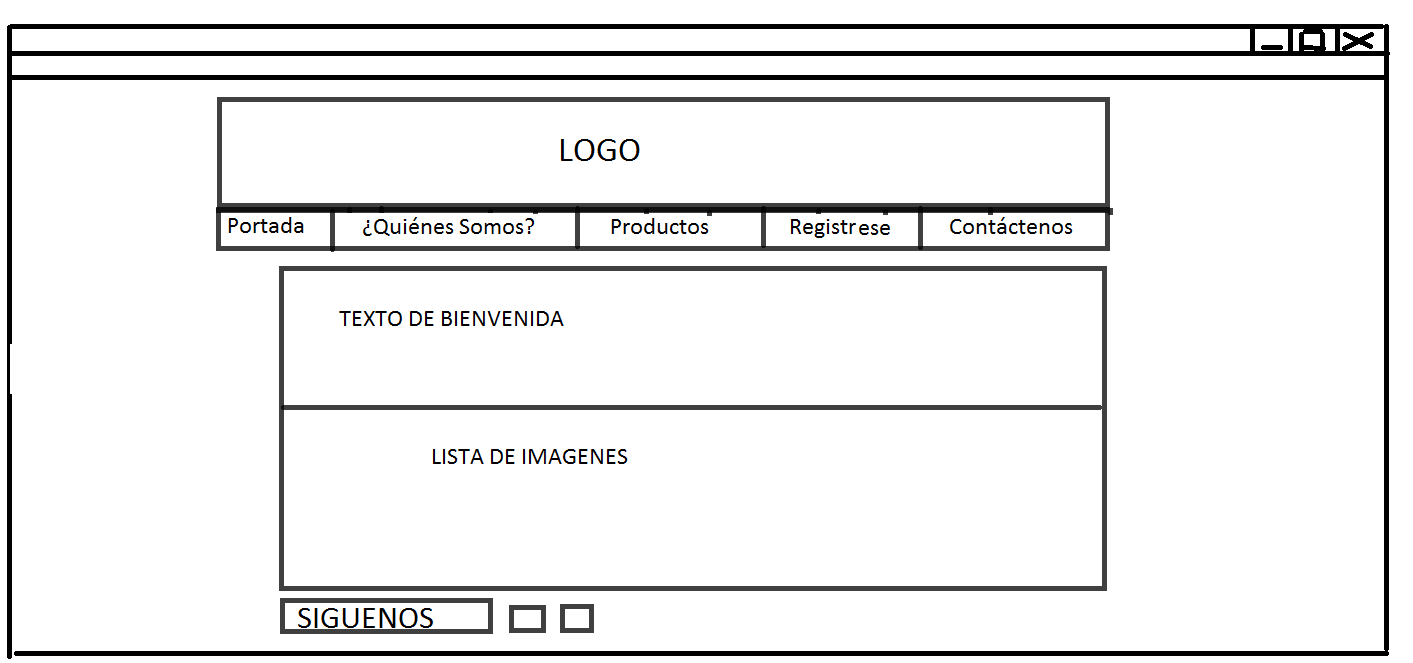 LOGO
Portada ¿Quiénes Somos? Productos Registrese Contáctenos
TEXTO DE BIENVENIDA
LISTA DE IMAGENES
SIGUENOS